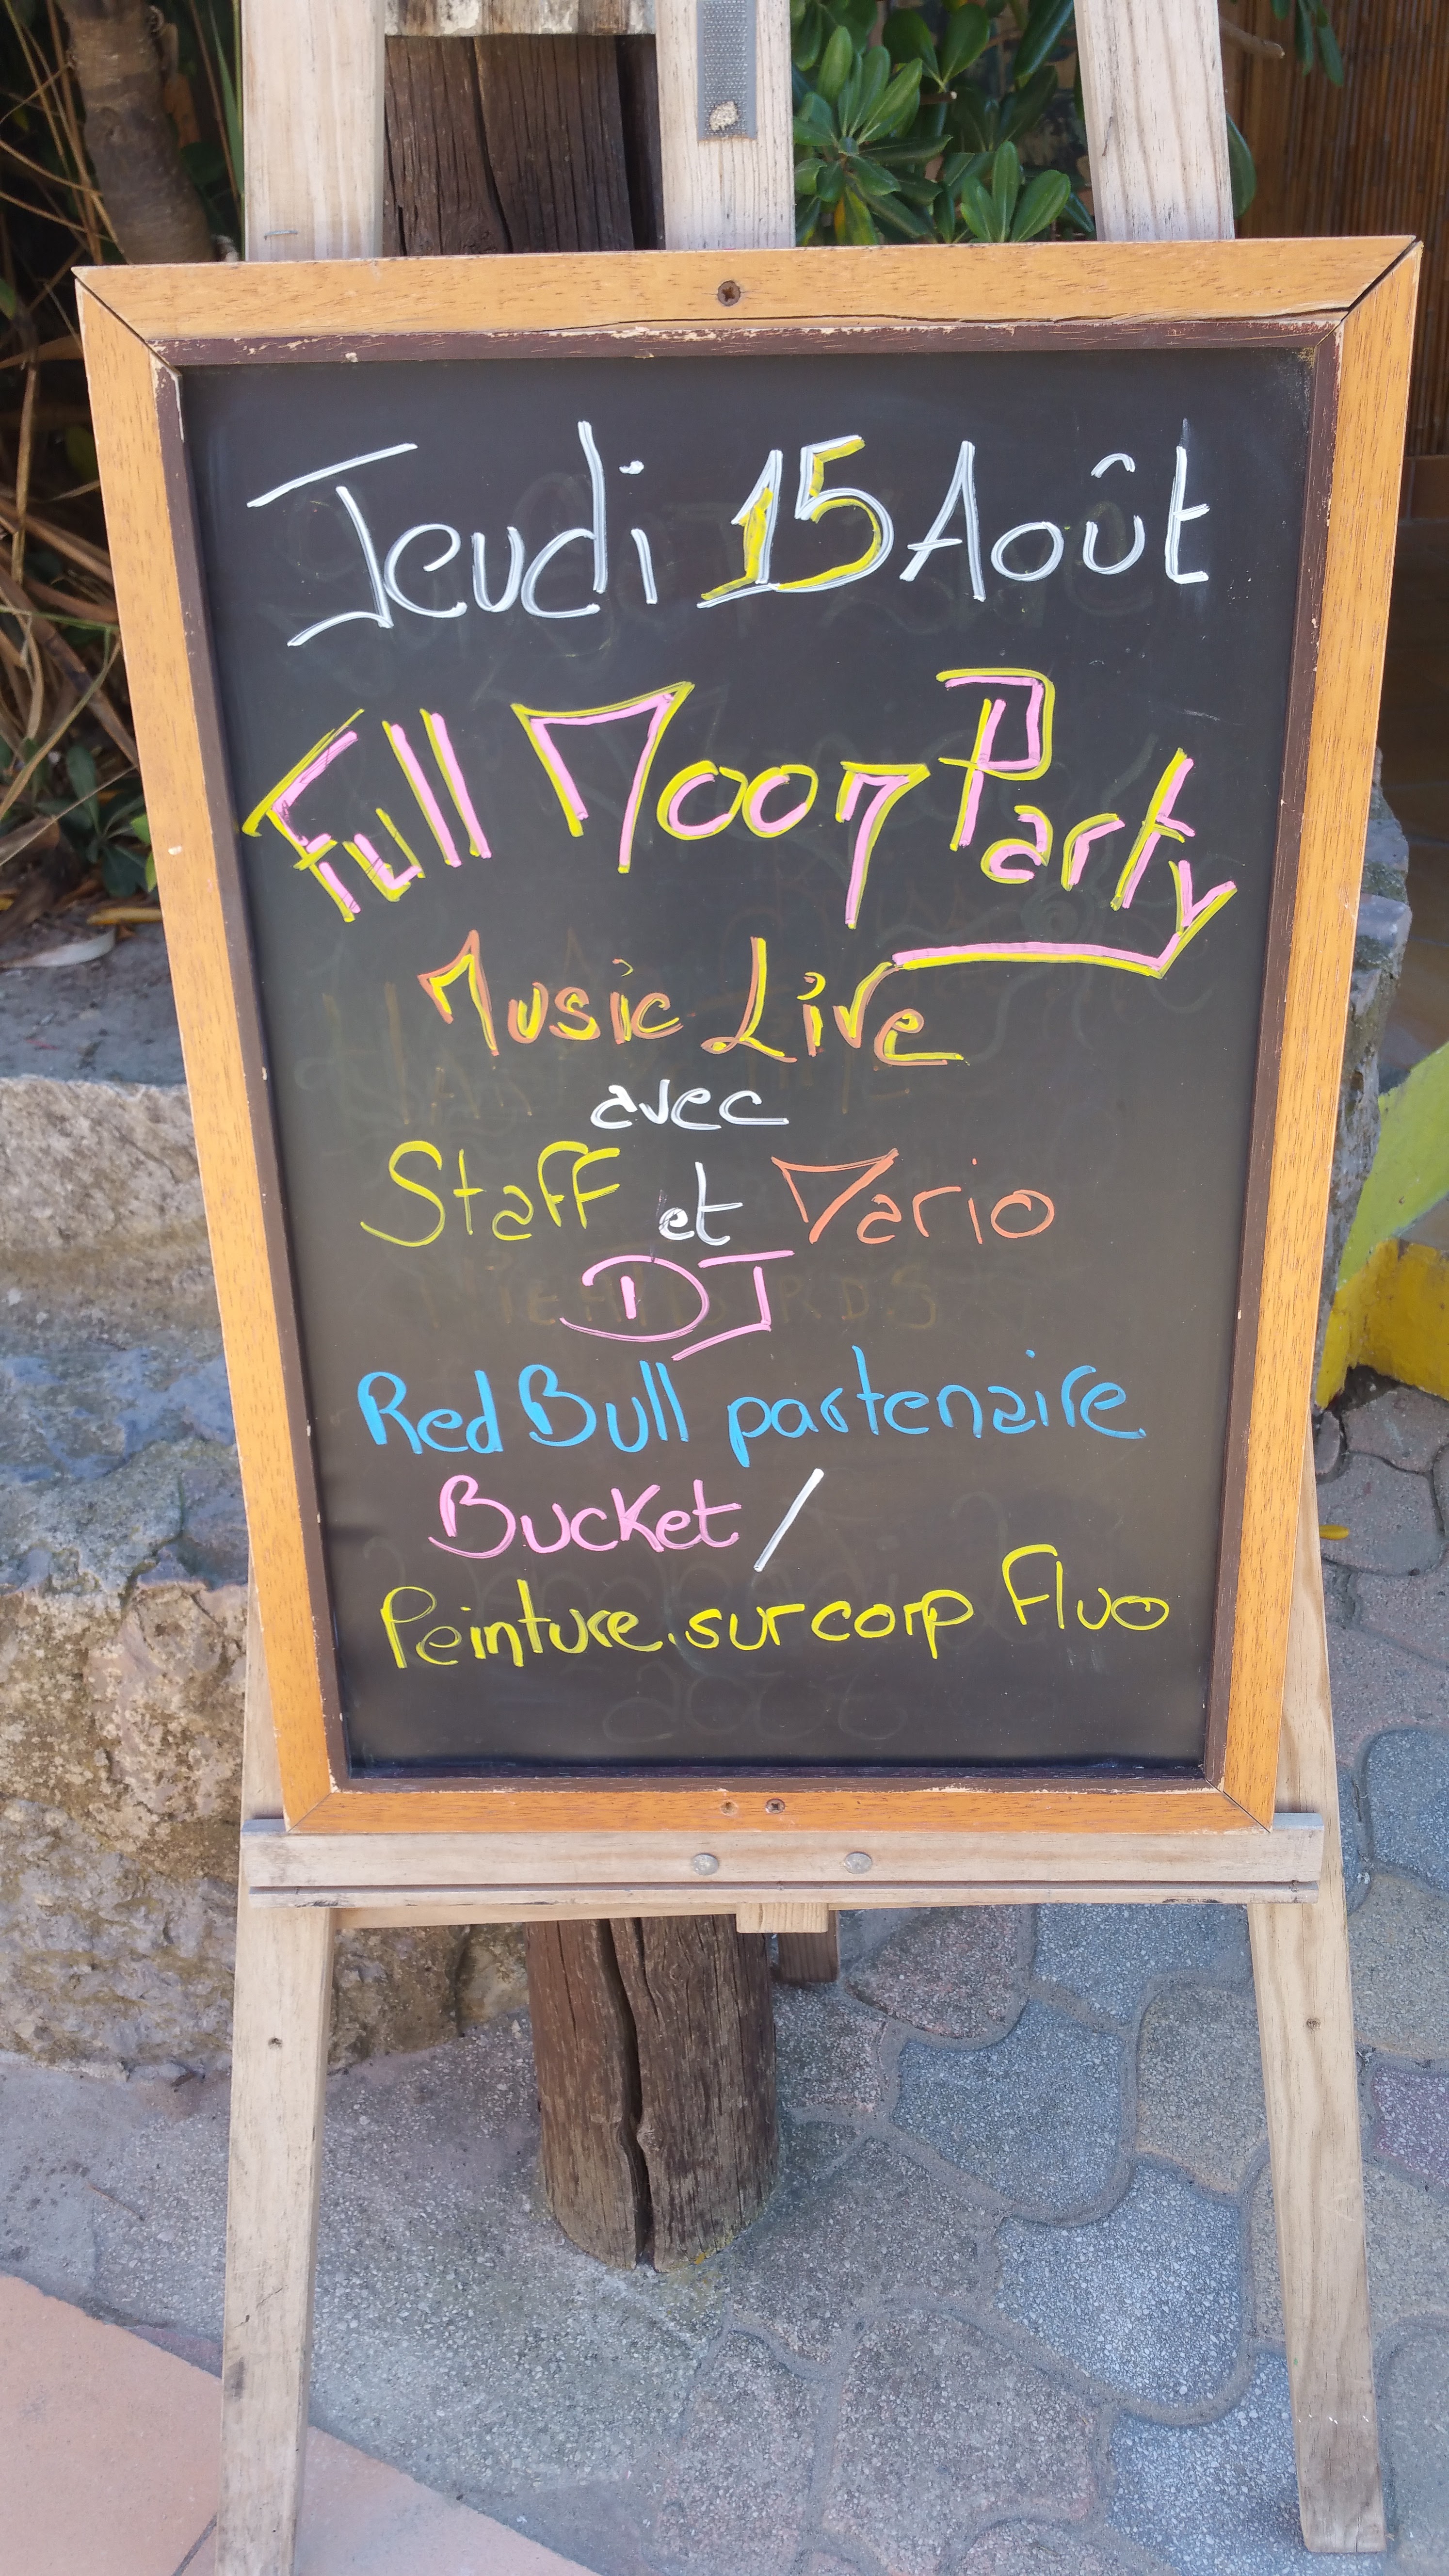 Jeudi 15 Août
Full Moon Party
Music Live
avec
Staff et Mario
DJ
Red Bull partenaire
Bucket /
Peinture sur corp Fluo